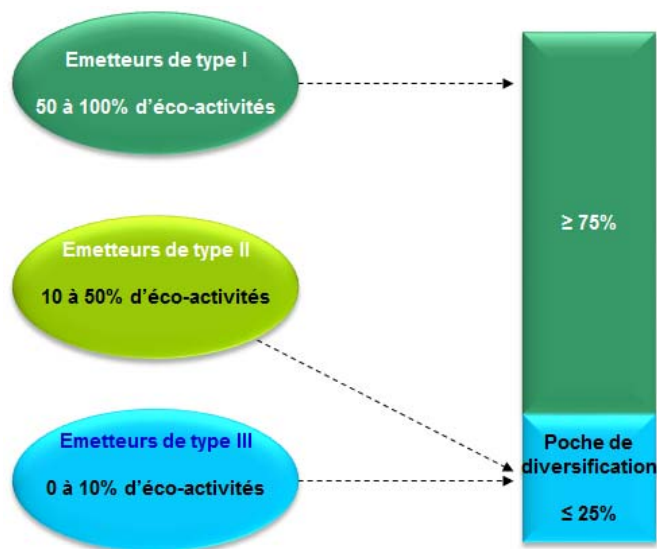 Emetteurs de type I
50 à 100% d'éco-activités
Emetteurs de type II
10 à 50% d'éco-activités
Emetteurs de type III
0 à 10% d'éco-activités
≥ 75%
Poche de
diversification
≤ 25%